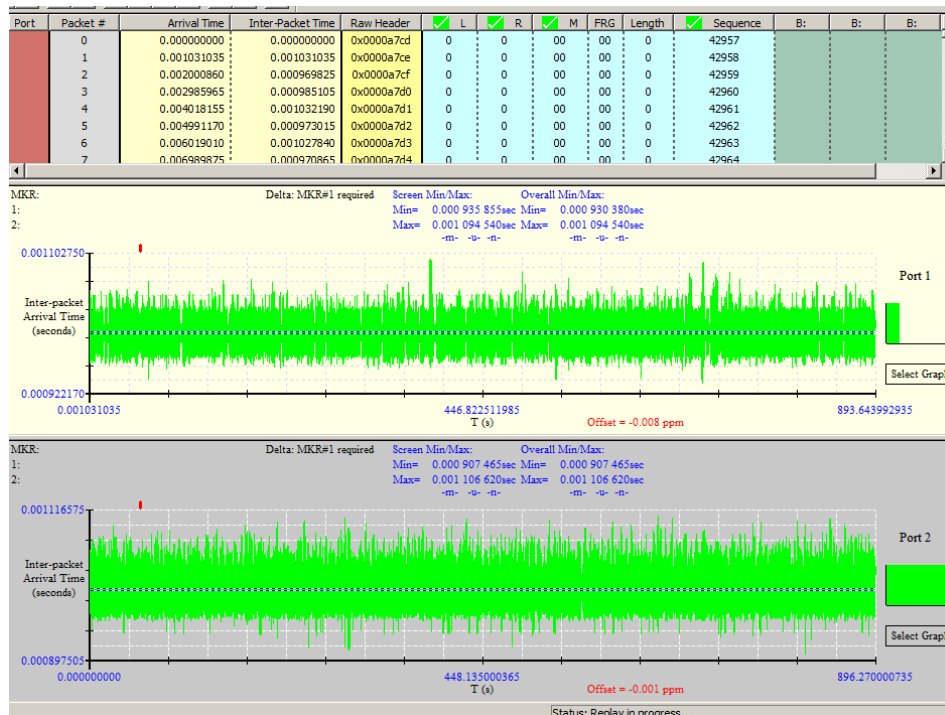 Port Packet # Arrival Time Inter-Packet Time Raw Header L R M FRG Length Sequence B: B: B:
0 0.000000000 0.000000000 0x0000a7cd 0 0 00 00 0 42957
1 0.001031035 0.001031035 0x0000a7ce 0 0 00 00 0 42958
2 0.002000860 0.000969825 0x0000a7cf 0 0 00 00 0 42959
3 0.002985965 0.000985105 0x0000a7d0 0 0 00 00 0 42960
4 0.004018155 0.001032190 0x0000a7d1 0 0 00 00 0 42961
5 0.004991170 0.000973015 0x0000a7d2 0 0 00 00 0 42962
6 0.006019010 0.001027840 0x0000a7d3 0 0 00 00 0 42963
7 0.006989875 0.000970865 0x0000a7d4 0 0 00 00 0 42964
MKR: Delta: MKR#1 required Screen Min/Max: Overall Min/Max:
1: Min= 0.000 935 855sec Min= 0.000 930 380sec
2: Max= 0.001 094 540sec Max= 0.001 094 540sec
-m- -u- -n- -m- -u- -n-
0.001102750
Port 1
Inter-packet
Arrival Time
(seconds)
Select Grap
0.000922170
0.001031035 446.822511985 893.643992935
T (s) Offset = -0.008 ppm
MKR: Delta: MKR#1 required Screen Min/Max: Overall Min/Max:
1: Min= 0.000 907 465sec Min= 0.000 907 465sec
2: Max= 0.001 106 620sec Max= 0.001 106 620sec
-m- -u- -n- -m- -u- -n-
0.001116575
Port 2
Inter-packet
Arrival Time
(seconds)
Select Grap
0.000897505
0.000000000 448.135000365 896.270000735
T (s) Offset = -0.001 ppm
Status: Replay in progress